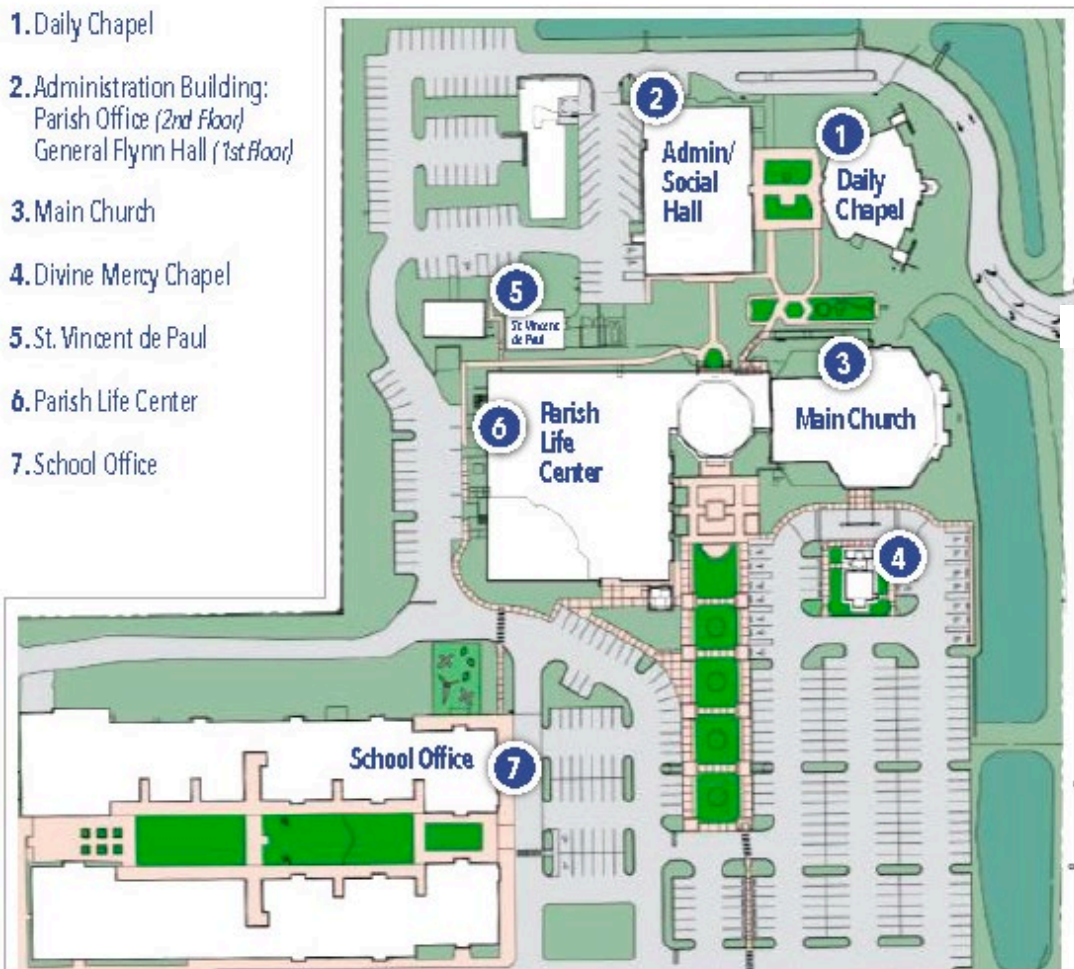 1. Daily Chapel
2. Administration Building:
Parish Office (2nd Floor)
General Flynn Hall (1st Floor)
3. Main Church
4. Divine Mercy Chapel
5. St. Vincent de Paul
6. Parish Life Center
7. School Office
2
Admin/
Social
Hall
1
Daily
Chapel
5
St. Vincent
de Paul
3
Main Church
6
Parish
Life
Center
4
School Office
7